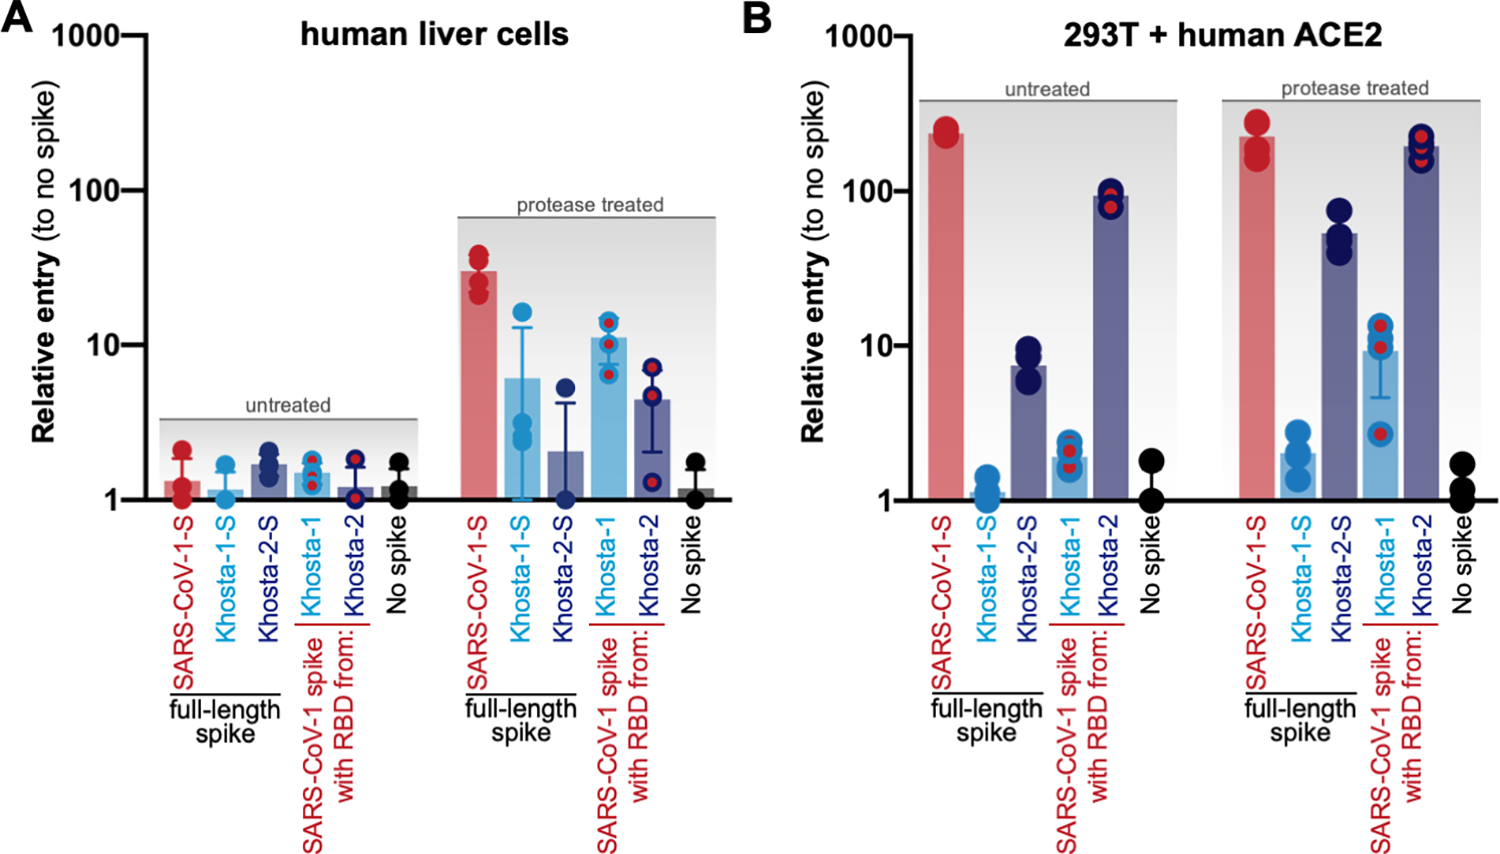 A
human liver cells
Relative entry (to no spike)
1000
100
10
1
untreated
protease treated
SARS-CoV-1-S
Khosta-1-S
Khosta-2-S
Khosta-1
Khosta-2
No spike
full-length
spike
SARS-CoV-1 spike
with RBD from:
SARS-CoV-1-S
Khosta-1-S
Khosta-2-S
Khosta-1
Khosta-2
No spike
full-length
spike
SARS-CoV-1 spike
with RBD from:
B
293T + human ACE2
Relative entry (to no spike)
1000
100
10
1
untreated
protease treated
SARS-CoV-1-S
Khosta-1-S
Khosta-2-S
Khosta-1
Khosta-2
No spike
full-length
spike
SARS-CoV-1 spike
with RBD from:
SARS-CoV-1-S
Khosta-1-S
Khosta-2-S
Khosta-1
Khosta-2
No spike
full-length
spike
SARS-CoV-1 spike
with RBD from: